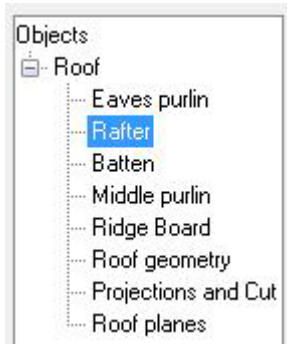 Objects
Roof
Eaves purlin
Rafter
Batten
Middle purlin
Ridge Board
Roof geometry
Projections and Cut
Roof planes